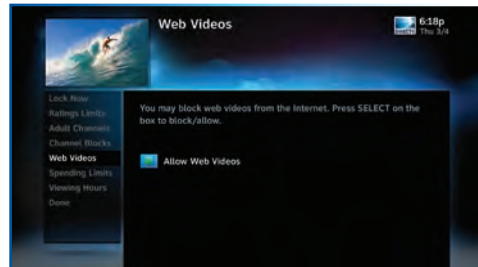 Web Videos
6:18p
Thu 3/4
Lock Now
Ratings Limits
Adult Channels
Channel Blocks
Web Videos
Spending Limits
Viewing Hours
Done
You may block web videos from the Internet. Press SELECT on the
box to block/allow.
Allow Web Videos